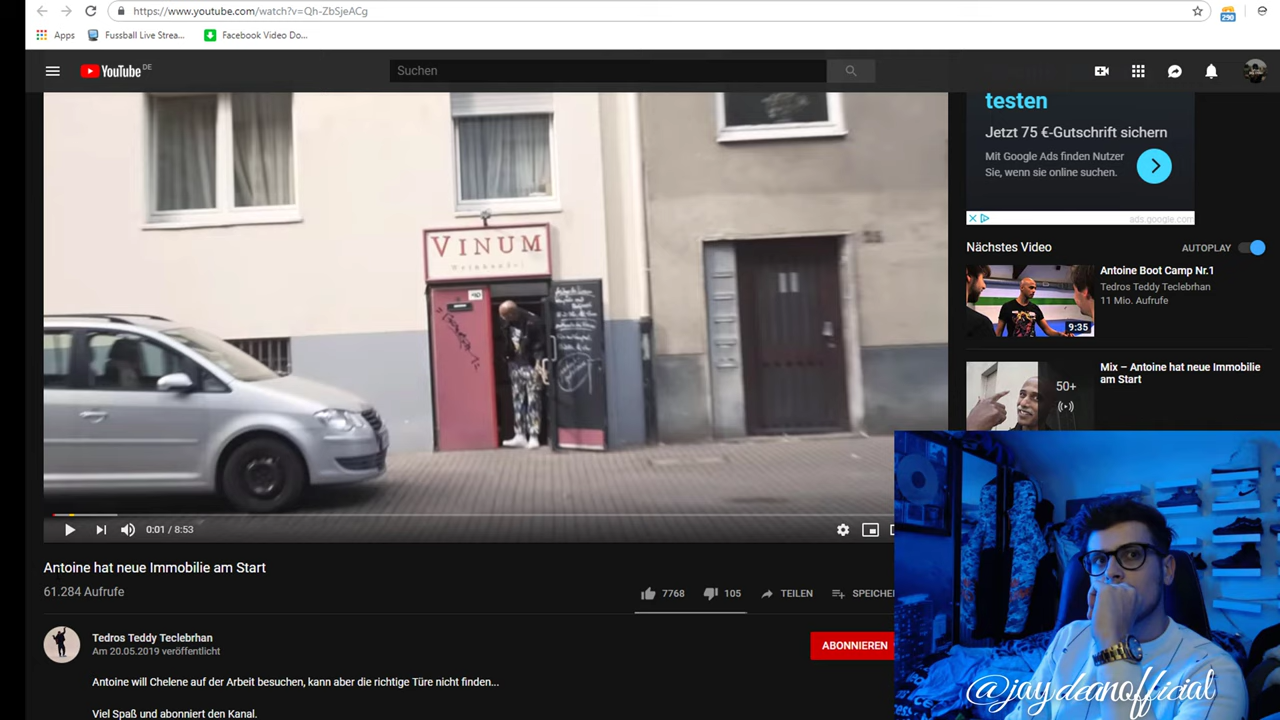 https://www.youtube.com/watch?v=Qh-ZbSjeACg
290
Apps
Fussball Live Strea...
Facebook Video Do...
YouTube DE
Suchen
testen
Jetzt 75 €-Gutschrift sichern
Mit Google Ads finden Nutzer
Sie, wenn sie online suchen.
ads.google.com
VINUM
Weinhandel
Nächstes Video
AUTOPLAY
Antoine Boot Camp Nr.1
Tedros Teddy Teclebrhan
11 Mio. Aufrufe
9:35
Mix – Antoine hat neue Immobilie
am Start
50+
0:01 / 8:53
Antoine hat neue Immobilie am Start
61.284 Aufrufe
7768
105
TEILEN
SPEICHE
Tedros Teddy Teclebrhan
Am 20.05.2019 veröffentlicht
ABONNIEREN
Antoine will Chelene auf der Arbeit besuchen, kann aber die richtige Türe nicht finden...
Viel Spaß und abonniert den Kanal.
@jaydeanofficial